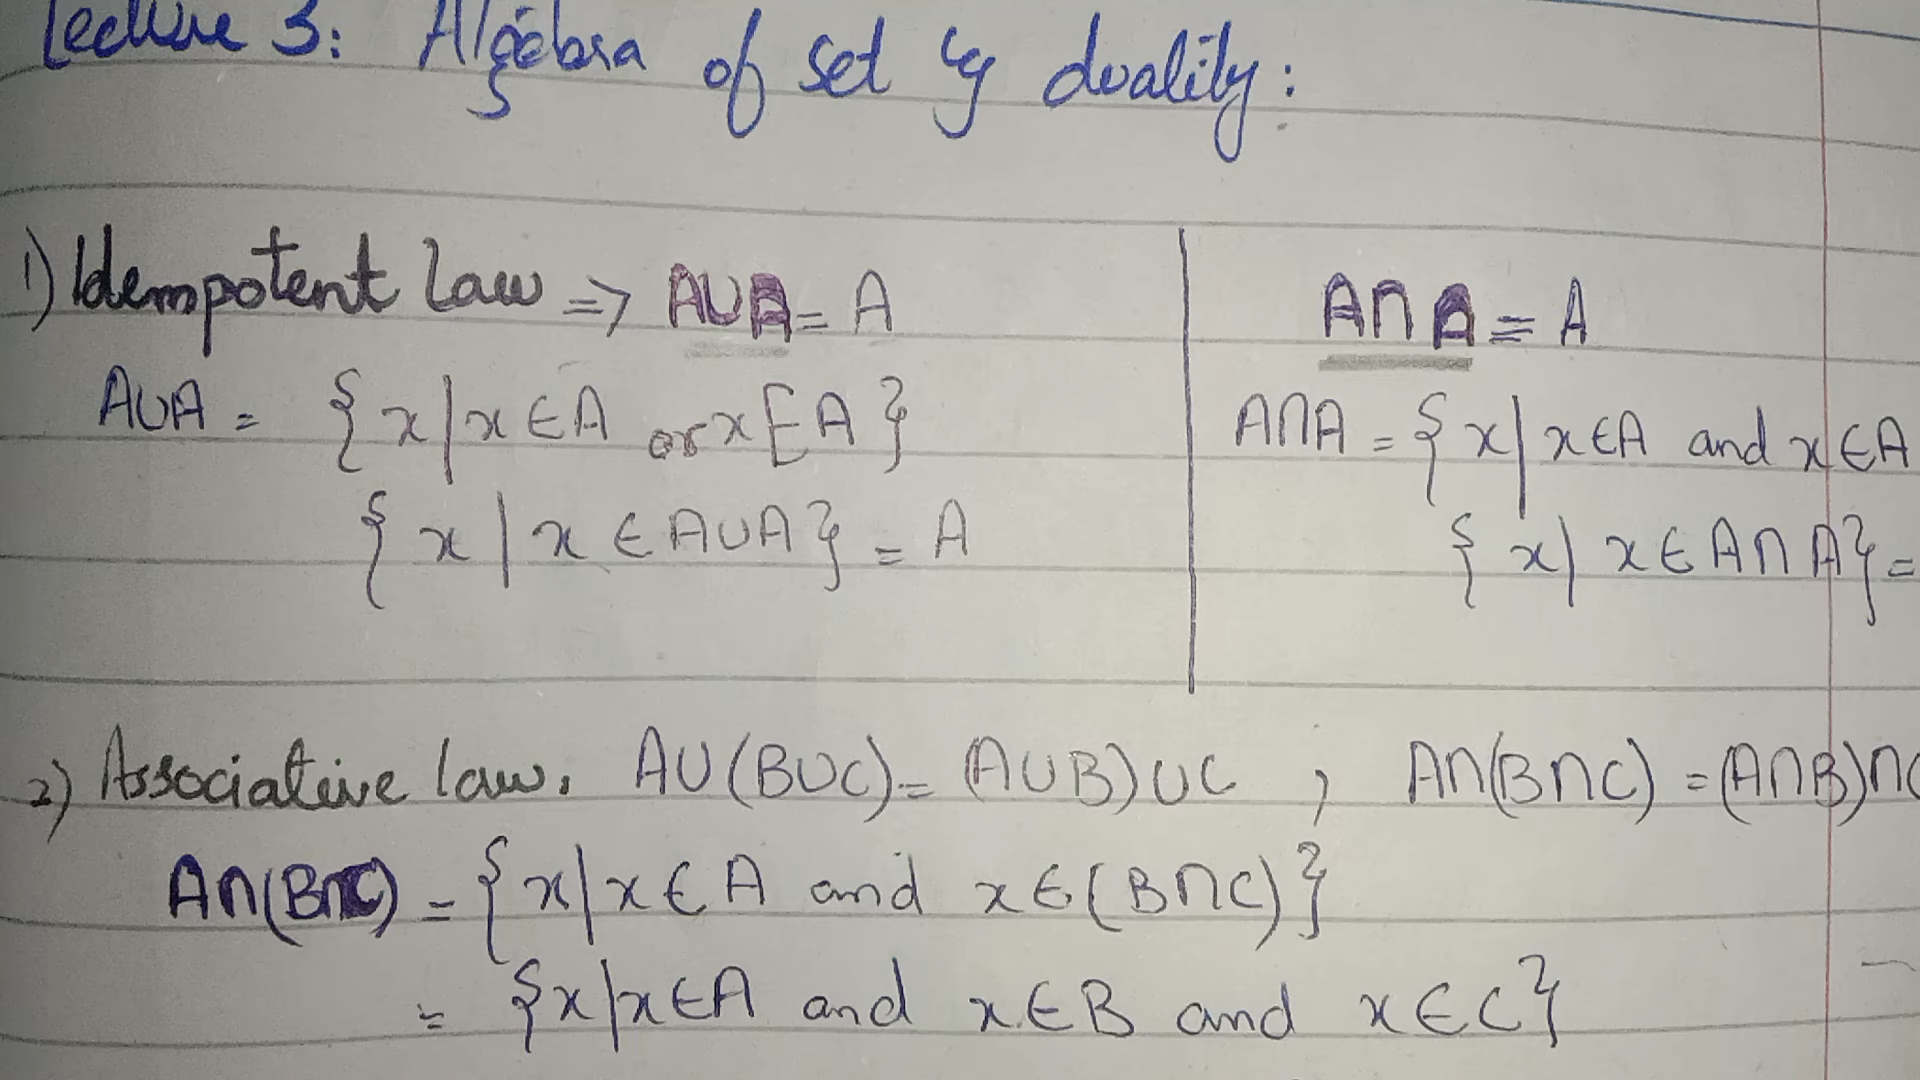 Lecture 3: Algebra of set & duality:
1) Idempotent law => A∪A = A
A∪A = {x|x∈A or x∈A}
{x|x∈A∪A} = A
A∩A = A
A∩A = {x|x∈A and x∈A
{x|x∈A∩A} =
2) Associative law. A∪(B∪C) = (A∪B)∪C , A∩(B∩C) = (A∩B)∩C
A∩(B∩C) = {x|x∈A and x∈(B∩C)}
= {x|x∈A and x∈B and x∈C}